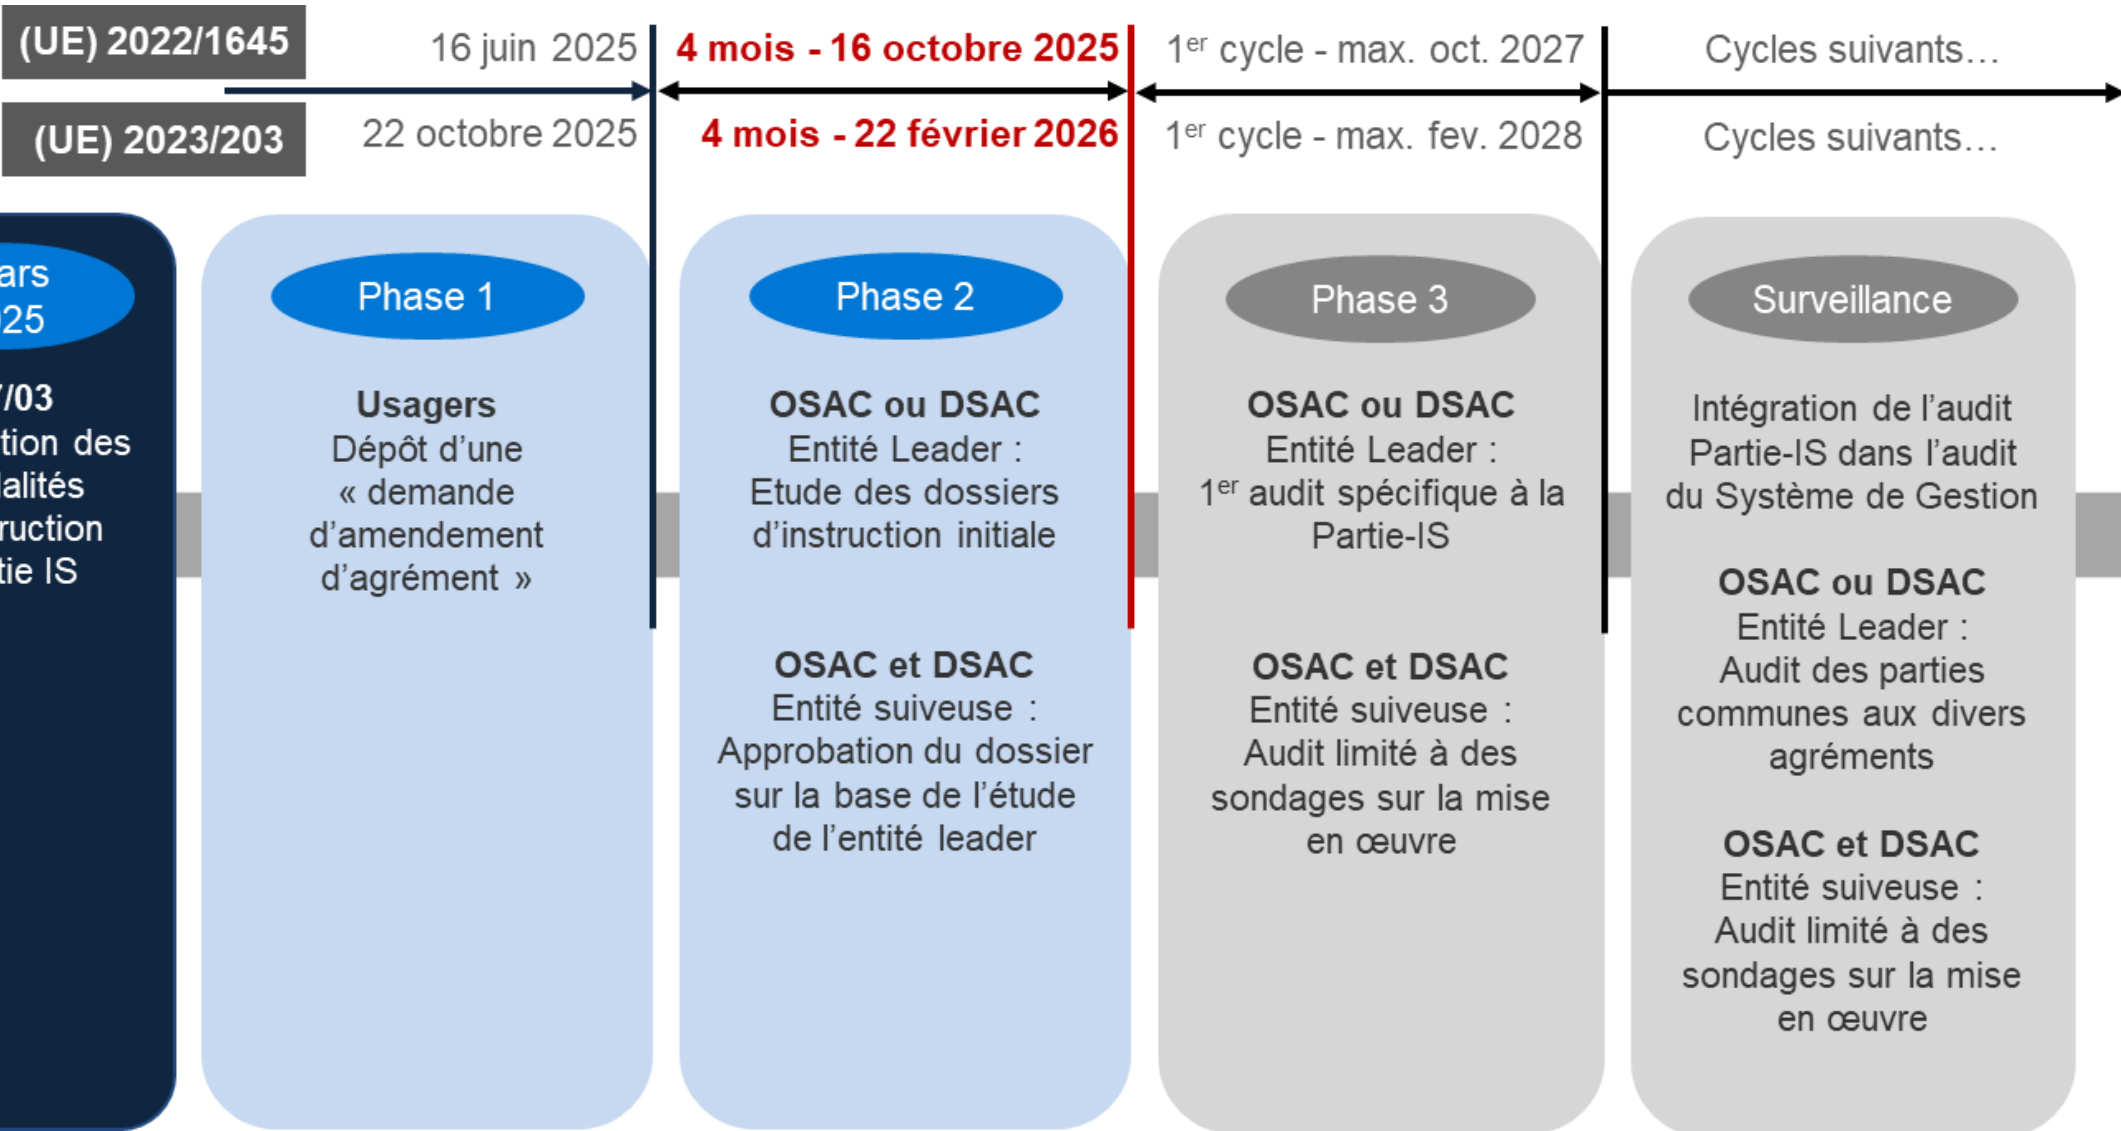 (UE) 2022/1645
16 juin 2025
4 mois - 16 octobre 2025
1er cycle - max. oct. 2027
Cycles suivants…
(UE) 2023/203
22 octobre 2025
4 mois - 22 février 2026
1er cycle - max. fev. 2028
Cycles suivants…
/03
des
IS
Phase 1
Usagers
Dépôt d’une
« demande
d’amendement
d’agrément »
Phase 2
OSAC ou DSAC
Entité Leader :
Etude des dossiers
d’instruction initiale
OSAC et DSAC
Entité suiveuse :
Approbation du dossier
sur la base de l’étude
de l’entité leader
Phase 3
OSAC ou DSAC
Entité Leader :
1er audit spécifique à la
Partie-IS
OSAC et DSAC
Entité suiveuse :
Audit limité à des
sondages sur la mise
en œuvre
Surveillance
Intégration de l’audit
Partie-IS dans l’audit
du Système de Gestion
OSAC ou DSAC
Entité Leader :
Audit des parties
communes aux divers
agréments
OSAC et DSAC
Entité suiveuse :
Audit limité à des
sondages sur la mise
en œuvre